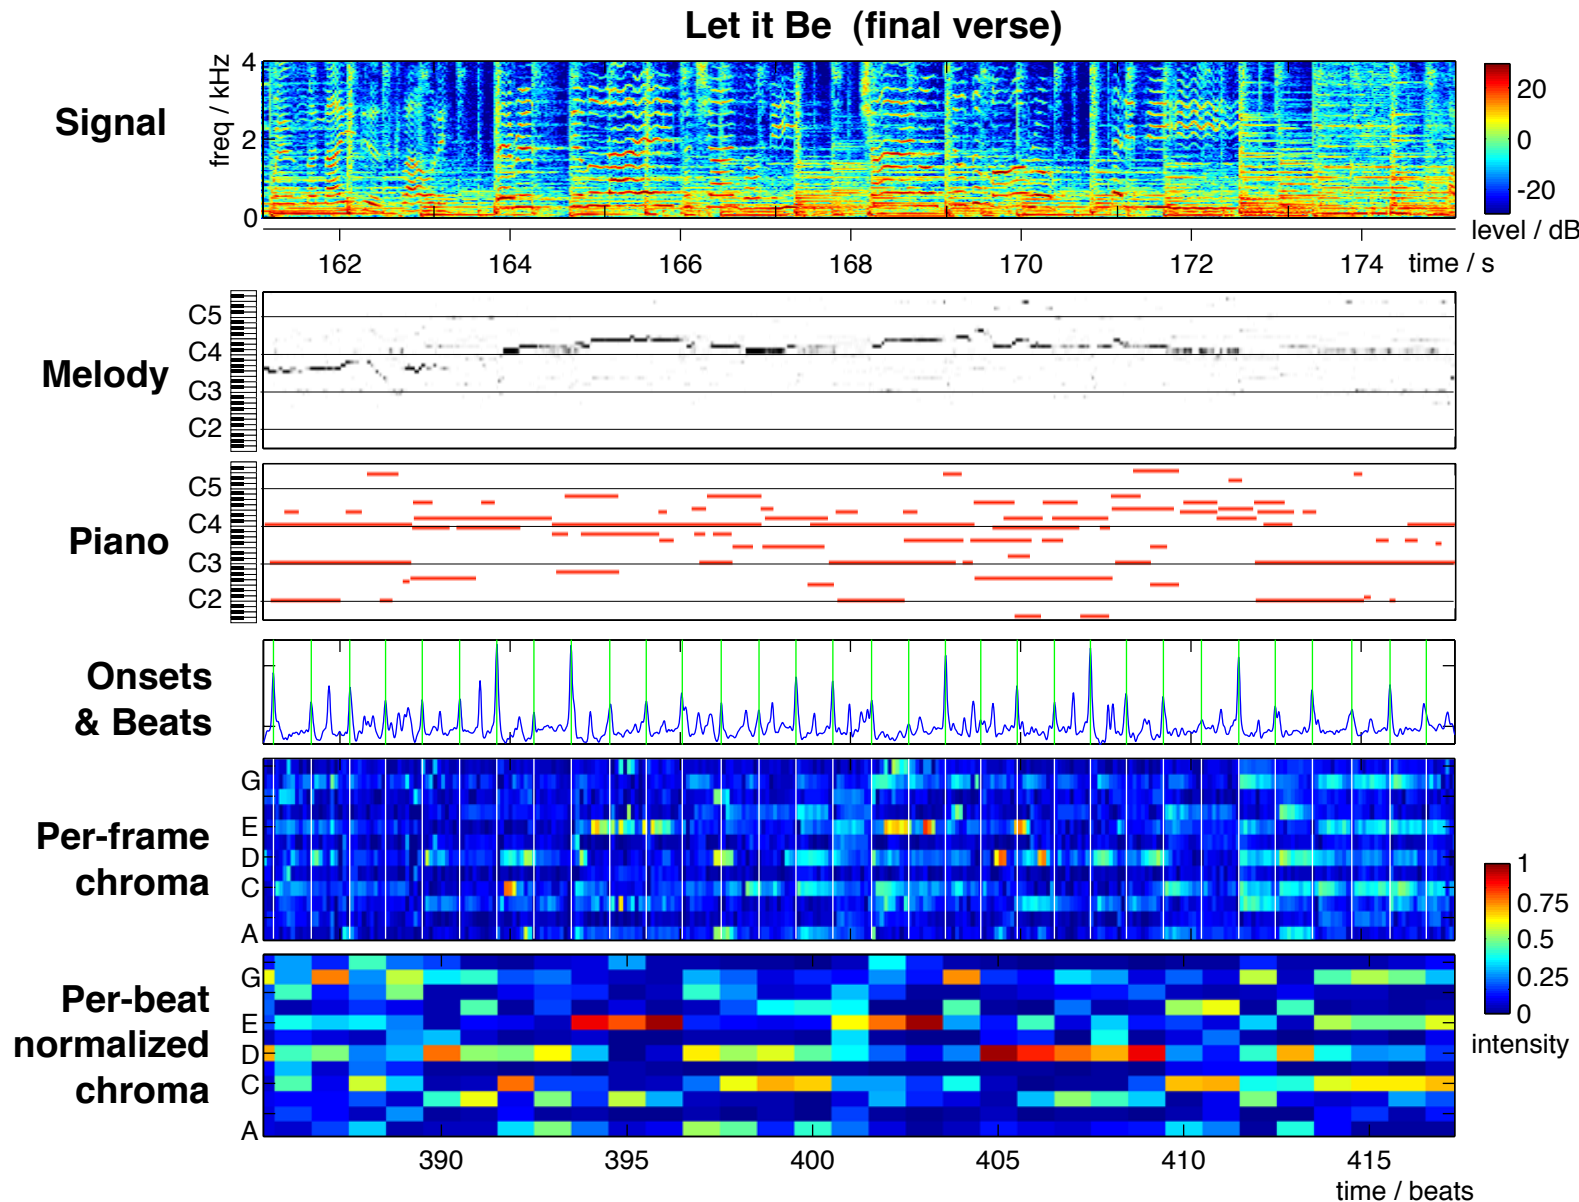 Let it Be (final verse)
Signal
freq / kHz
4
2
0
20
0
-20
level / dB
162 164 166 168 170 172 174 time / s
Melody
C5
C4
C3
C2
Piano
C5
C4
C3
C2
Onsets
& Beats
Per-frame
chroma
G
E
D
C
A
Per-beat
normalized
chroma
G
E
D
C
A
1
0.75
0.5
0.25
0
intensity
390 395 400 405 410 415
time / beats